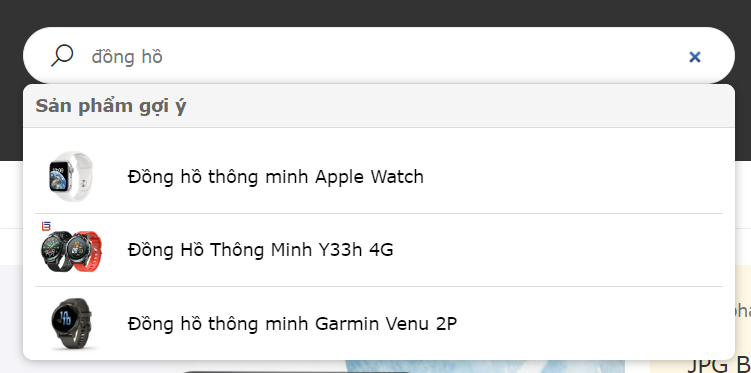 đồng hồ
Sản phẩm gợi ý
Đồng hồ thông minh Apple Watch
Đồng Hồ Thông Minh Y33h 4G
Đồng hồ thông minh Garmin Venu 2P
JPG B